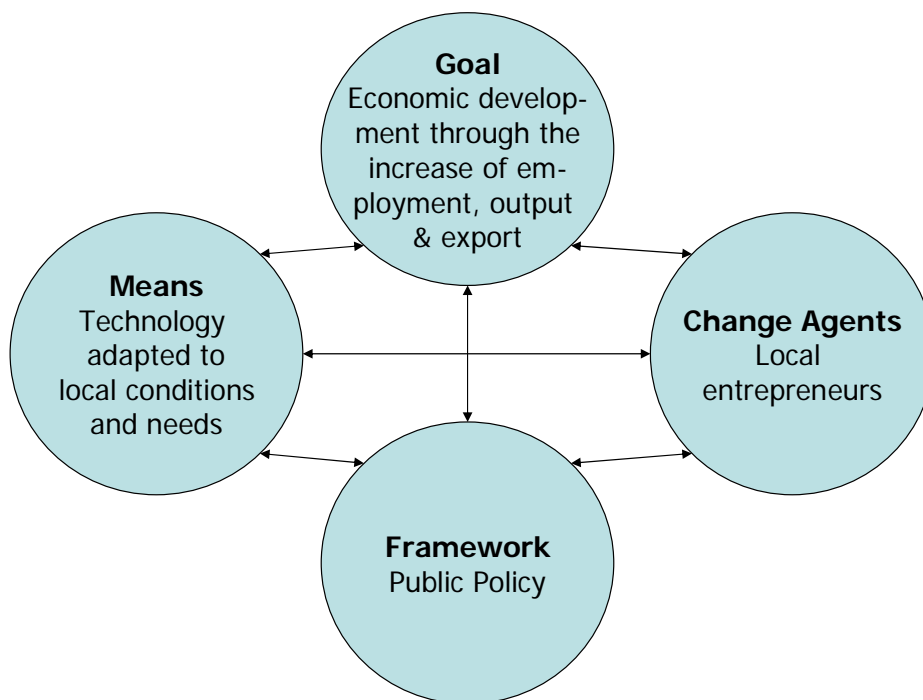 Goal
Economic develop-
ment through the
increase of em-
ployment, output
& export
Means
Technology
adapted to
local conditions
and needs
Change Agents
Local
entrepreneurs
Framework
Public Policy